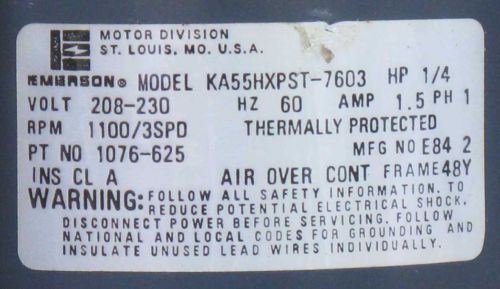 MOTOR DIVISION
ST. LOUIS, MO. U.S.A.
EMERSON® MODEL KA55HXPST-7603 HP 1/4
VOLT 208-230 HZ 60 AMP 1.5 PH 1
RPM 1100/3SPD THERMALLY PROTECTED
PT NO 1076-625 MFG NO E84 2
INS CL A AIR OVER CONT FRAME 48Y
WARNING: FOLLOW ALL SAFETY INFORMATION. TO
REDUCE POTENTIAL ELECTRICAL SHOCK,
DISCONNECT POWER BEFORE SERVICING. FOLLOW
NATIONAL AND LOCAL CODES FOR GROUNDING AND
INSULATE UNUSED LEAD WIRES INDIVIDUALLY.